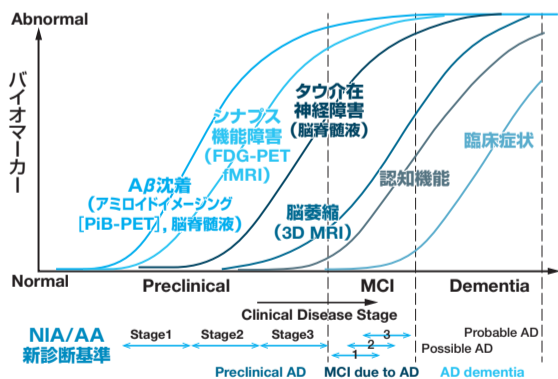 Abnormal
バイオマーカー
Normal
Aβ沈着
(アミロイドイメージング
[PiB-PET], 脳脊髄液)
シナプス
機能障害
(FDG-PET
fMRI)
タウ介在
神経障害
(脳脊髄液)
脳萎縮
(3D MRI)
認知機能
臨床症状
Preclinical
MCI
Dementia
Clinical Disease Stage
NIA/AA
新診断基準
Stage1
Stage2
Stage3
3
2
1
Probable AD
Possible AD
Preclinical AD
MCI due to AD
AD dementia